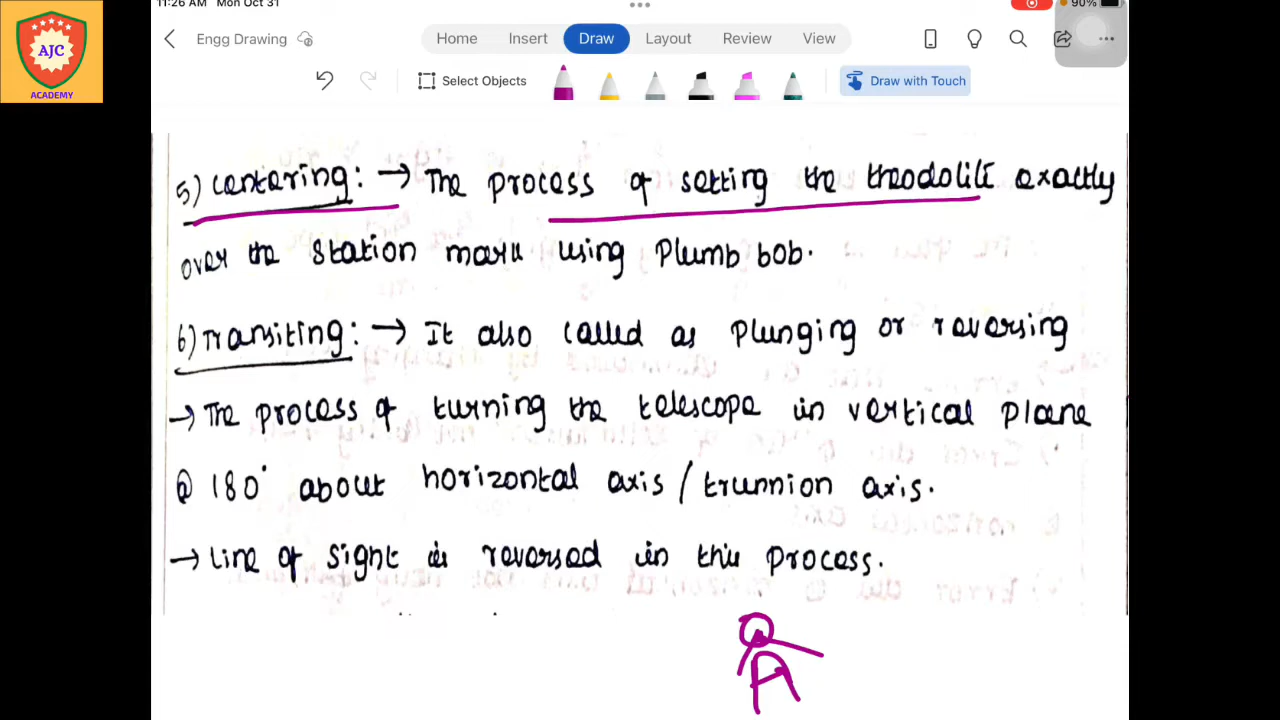 11:26 AM Mon Oct 31
90%
AJC
ACADEMY
Engg Drawing
Home Insert Draw Layout Review View
Select Objects
Draw with Touch
5) Centering: → The process of setting the theodolite exactly
over the station mark using Plumb bob.
6) Transiting: → It also called as Plunging or reversing
→ The process of turning the telescope in vertical plane
@ 180° about horizontal axis / trunnion axis.
→ Line of sight is reversed in this process.
A